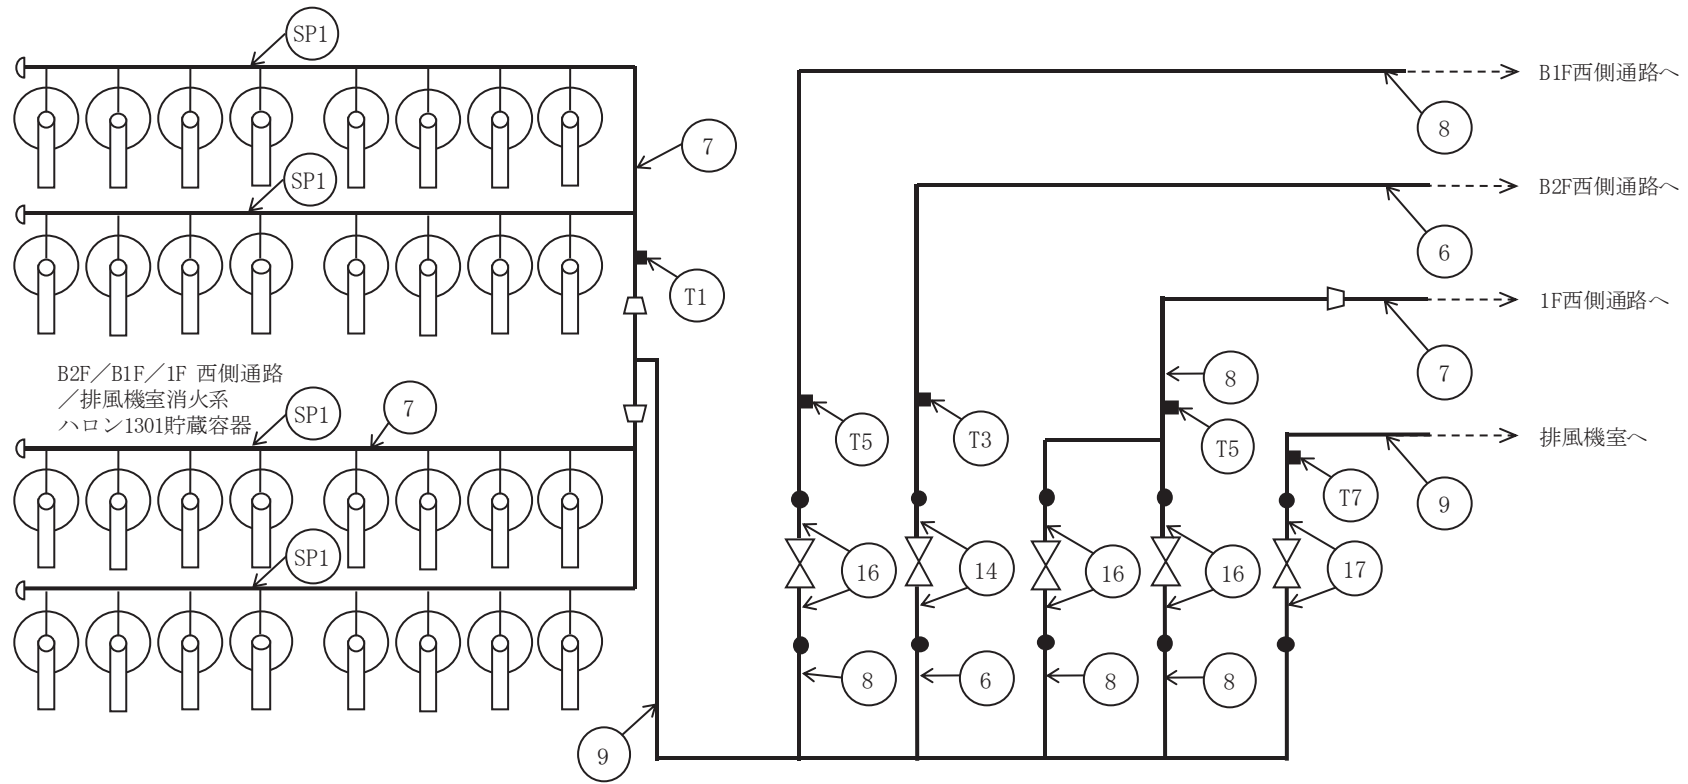 SP1
B1F西側通路へ
8
7
SP1
B2F西側通路へ
6
T1
1F西側通路へ
7
B2F／B1F／1F 西側通路
／排風機室消火系
ハロン1301貯蔵容器
SP1
7
8
T5
T3
T5
排風機室へ
T7
9
SP1
16
14
16
16
17
8
6
8
8
9